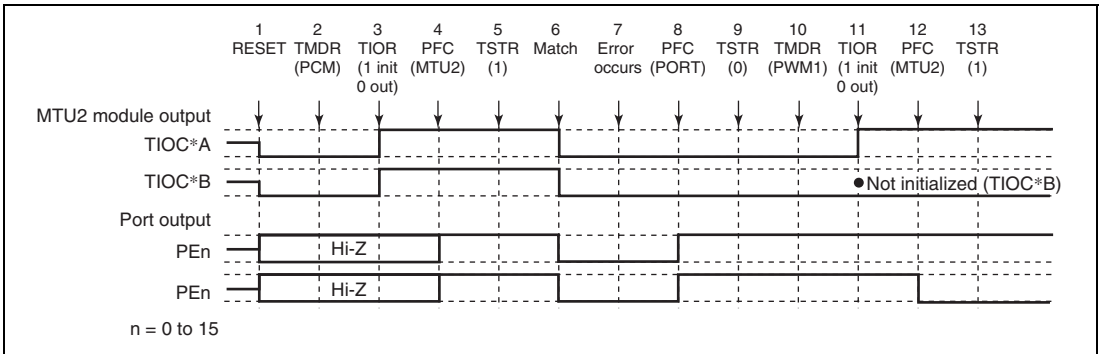 1 2 3 4 5 6 7 8 9 10 11 12 13
RESET TMDR TIOR PFC TSTR Match Error PFC TSTR TMDR TIOR PFC TSTR
(PCM) (1 init (MTU2) (1) occurs (PORT) (0) (PWM1) (1 init (MTU2) (1)
0 out) 0 out)
MTU2 module output
TIOC*A
TIOC*B
● Not initialized (TIOC*B)
Port output
PEn
Hi-Z
PEn
Hi-Z
n = 0 to 15